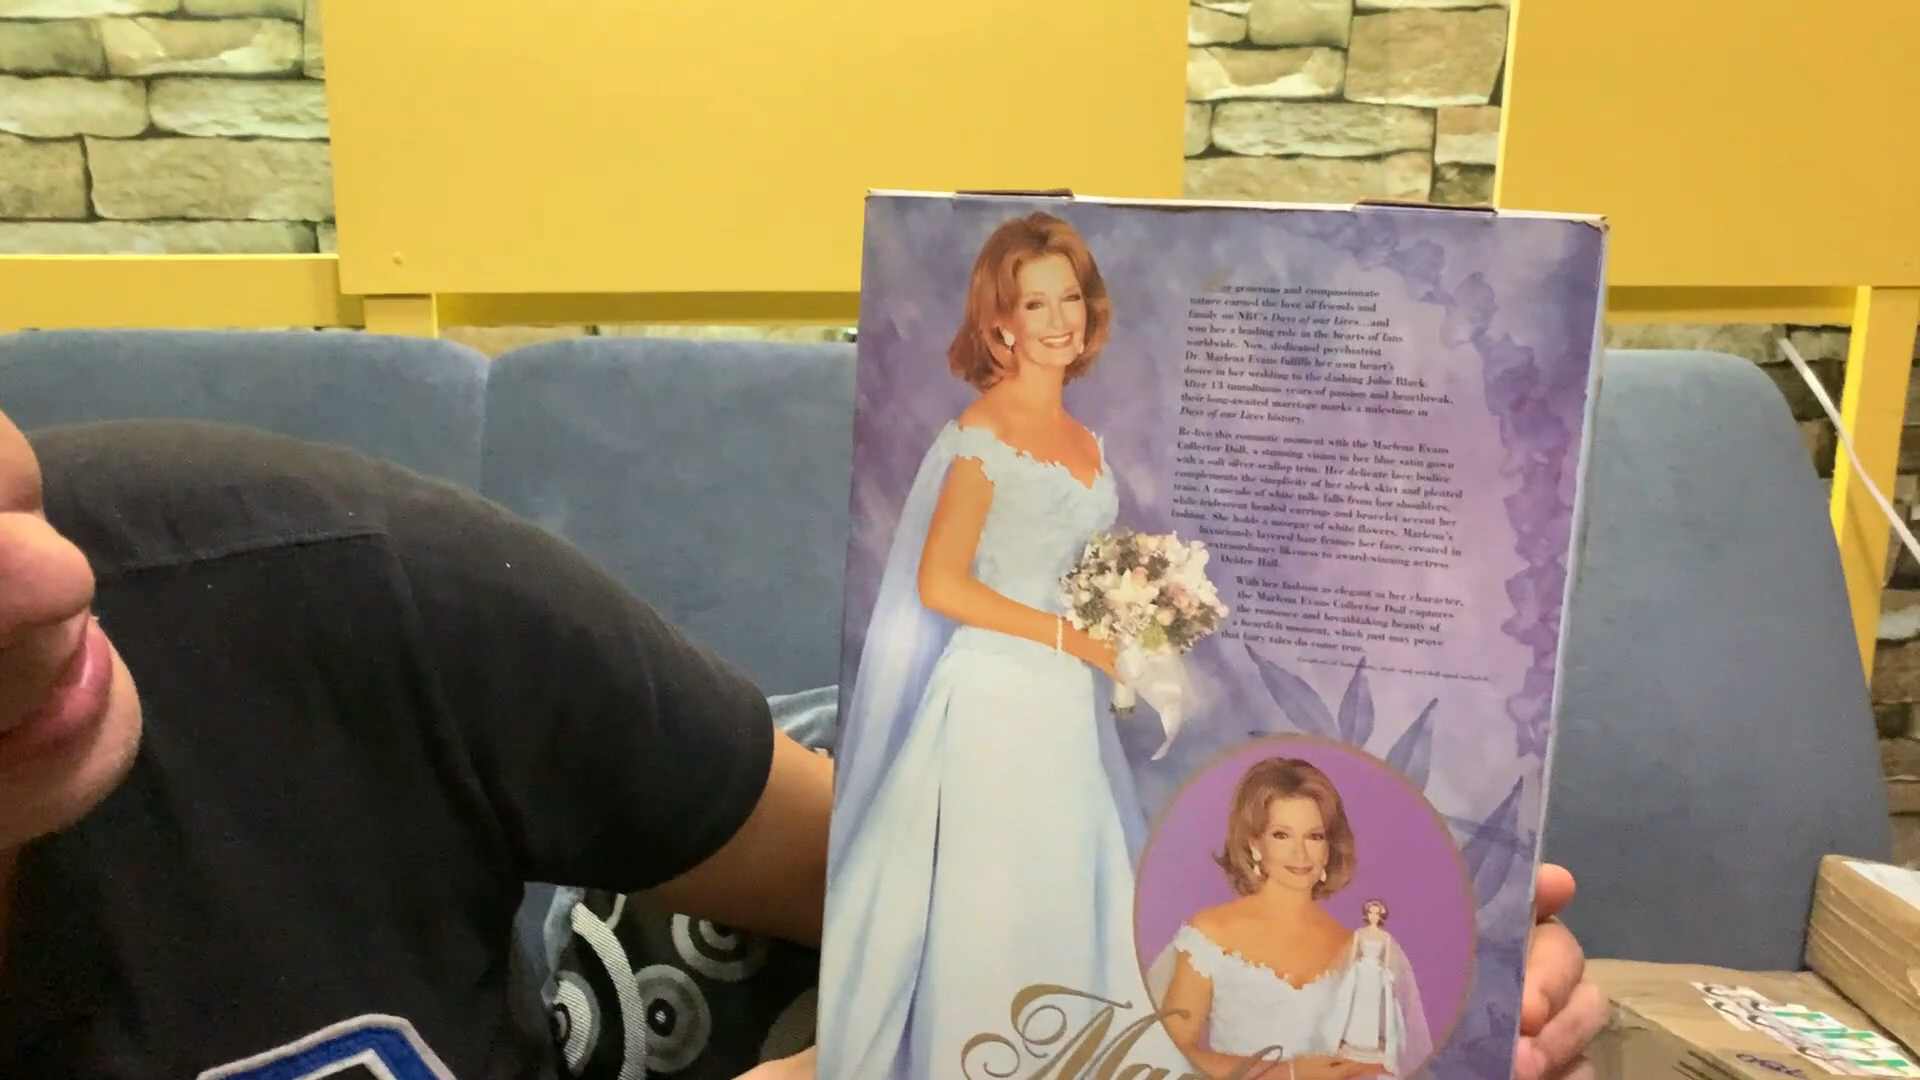 er generous and compassionate
nature earned the love of friends and
family on NBC's Days of our Lives...and
won her a leading role in the hearts of fans
worldwide. Now, dedicated psychiatrist
Dr. Marlena Evans fulfills her own heart's
desire in her wedding to the dashing John Black.
After 13 tumultuous years of passion and heartbreak,
their long-awaited marriage marks a milestone in
Days of our Lives history.
Re-live this romantic moment with the Marlena Evans
Collector Doll, a stunning vision in her blue satin gown
with a soft silver scallop trim. Her delicate lace bodice
complements the simplicity of her sleek skirt and pleated
train. A cascade of white tulle falls from her shoulders,
while iridescent beaded earrings and bracelet accent her
fashion. She holds a nosegay of white flowers. Marlena's
luxuriously layered hair frames her face, created in
extraordinary likeness to award-winning actress
Deidre Hall.
With her fashion as elegant as her character,
the Marlena Evans Collector Doll captures
the romance and breathtaking beauty of
a heartfelt moment, which just may prove
that fairy tales do come true.